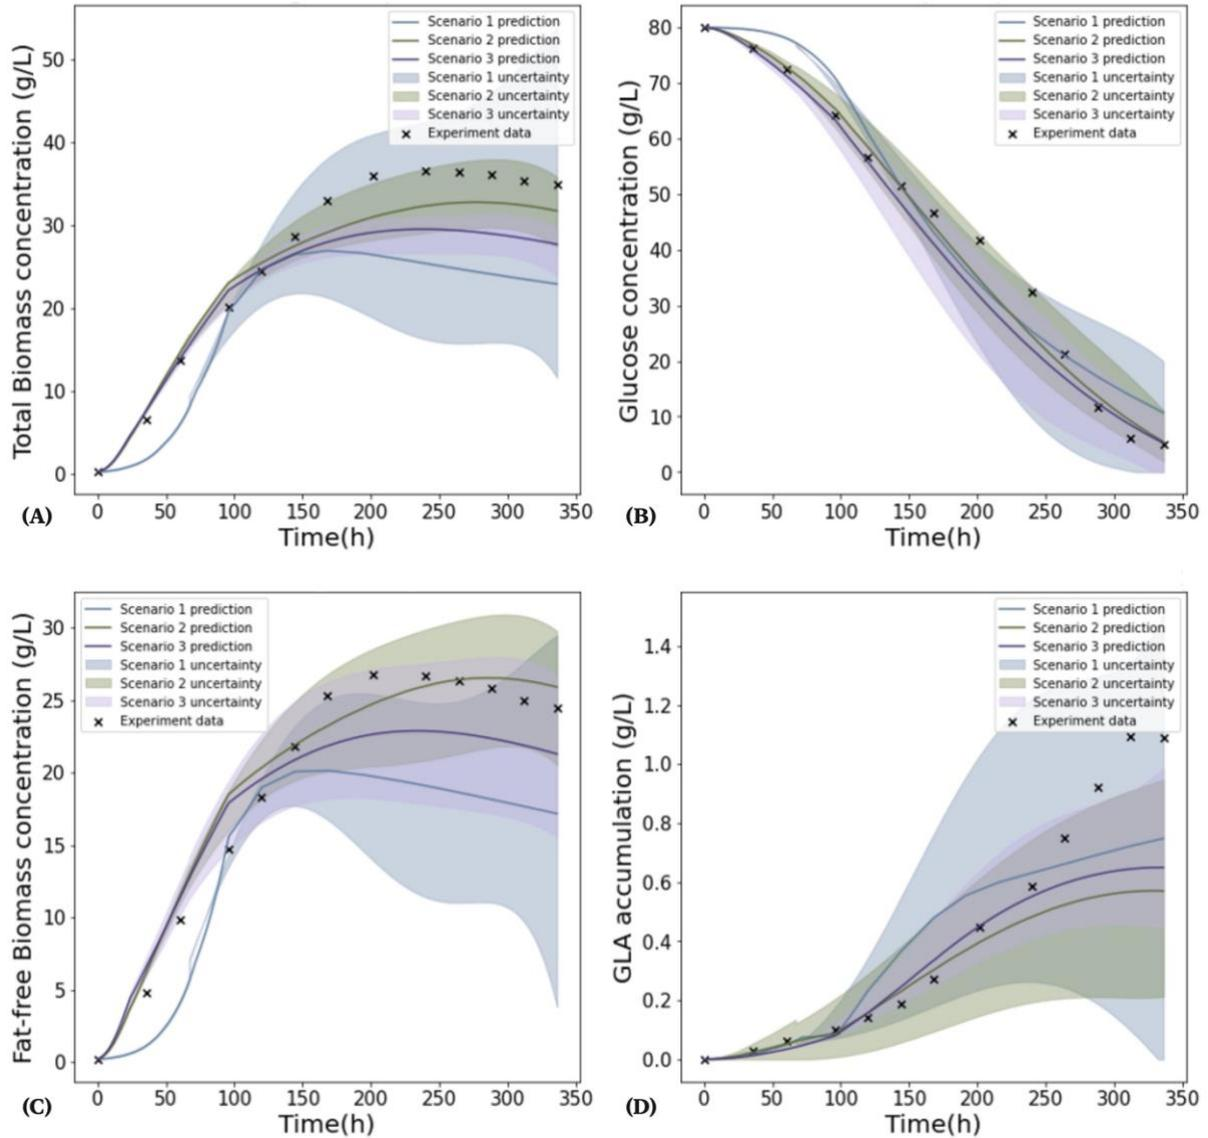 Total Biomass concentration (g/L)
50
40
30
20
10
0
Scenario 1 prediction
Scenario 2 prediction
Scenario 3 prediction
Scenario 1 uncertainty
Scenario 2 uncertainty
Scenario 3 uncertainty
Experiment data
0 50 100 150 200 250 300 350
Time(h)
(A)
Glucose concentration (g/L)
80
70
60
50
40
30
20
10
0
Scenario 1 prediction
Scenario 2 prediction
Scenario 3 prediction
Scenario 1 uncertainty
Scenario 2 uncertainty
Scenario 3 uncertainty
Experiment data
0 50 100 150 200 250 300 350
Time(h)
(B)
Fat-free Biomass concentration (g/L)
30
25
20
15
10
5
0
Scenario 1 prediction
Scenario 2 prediction
Scenario 3 prediction
Scenario 1 uncertainty
Scenario 2 uncertainty
Scenario 3 uncertainty
Experiment data
0 50 100 150 200 250 300 350
Time(h)
(C)
GLA accumulation (g/L)
1.4
1.2
1.0
0.8
0.6
0.4
0.2
0.0
Scenario 1 prediction
Scenario 2 prediction
Scenario 3 prediction
Scenario 1 uncertainty
Scenario 2 uncertainty
Scenario 3 uncertainty
Experiment data
0 50 100 150 200 250 300 350
Time(h)
(D)